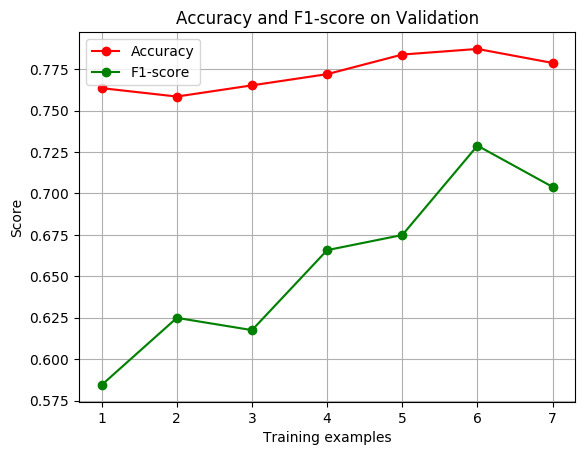 Accuracy and F1-score on Validation
Accuracy
F1-score
0.775
0.750
0.725
0.700
0.675
0.650
0.625
0.600
0.575
Score
1 2 3 4 5 6 7
Training examples